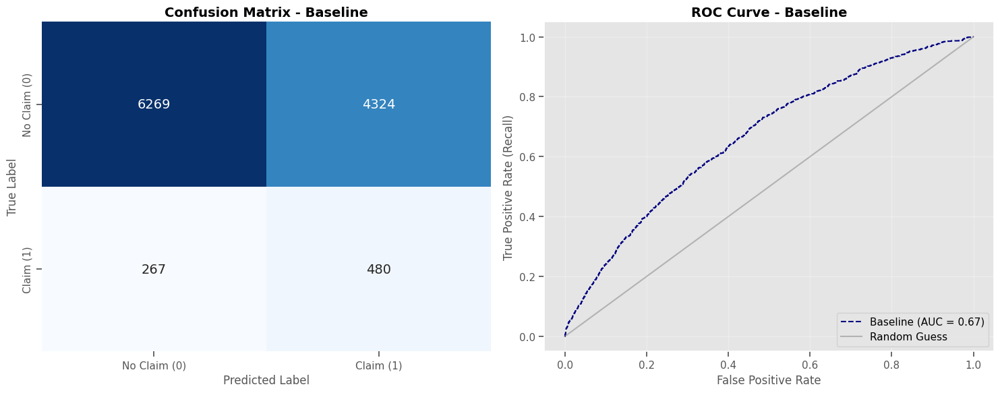 Confusion Matrix - Baseline
True Label
No Claim (0)
Claim (1)
6269
4324
267
480
No Claim (0)
Claim (1)
Predicted Label
ROC Curve - Baseline
True Positive Rate (Recall)
1.0
0.8
0.6
0.4
0.2
0.0
Baseline (AUC = 0.67)
Random Guess
0.0
0.2
0.4
0.6
0.8
1.0
False Positive Rate